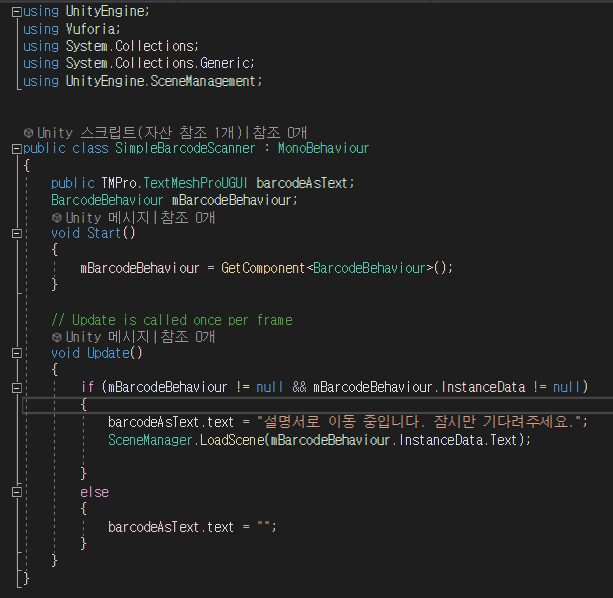 using UnityEngine;
using Vuforia;
using System.Collections;
using System.Collections.Generic;
using UnityEngine.SceneManagement;
Unity 스크립트(자산 참조 1개)|참조 0개
public class SimpleBarcodeScanner : MonoBehaviour
{
public TMPro.TextMeshProUGUI barcodeAsText;
BarcodeBehaviour mBarcodeBehaviour;
Unity 메시지|참조 0개
void Start()
{
mBarcodeBehaviour = GetComponent<BarcodeBehaviour>();
}
// Update is called once per frame
Unity 메시지|참조 0개
void Update()
{
if (mBarcodeBehaviour != null && mBarcodeBehaviour.InstanceData != null)
{
barcodeAsText.text = "설명서로 이동 중입니다. 잠시만 기다려주세요.";
SceneManager.LoadScene(mBarcodeBehaviour.InstanceData.Text);
}
else
{
barcodeAsText.text = "";
}
}
}